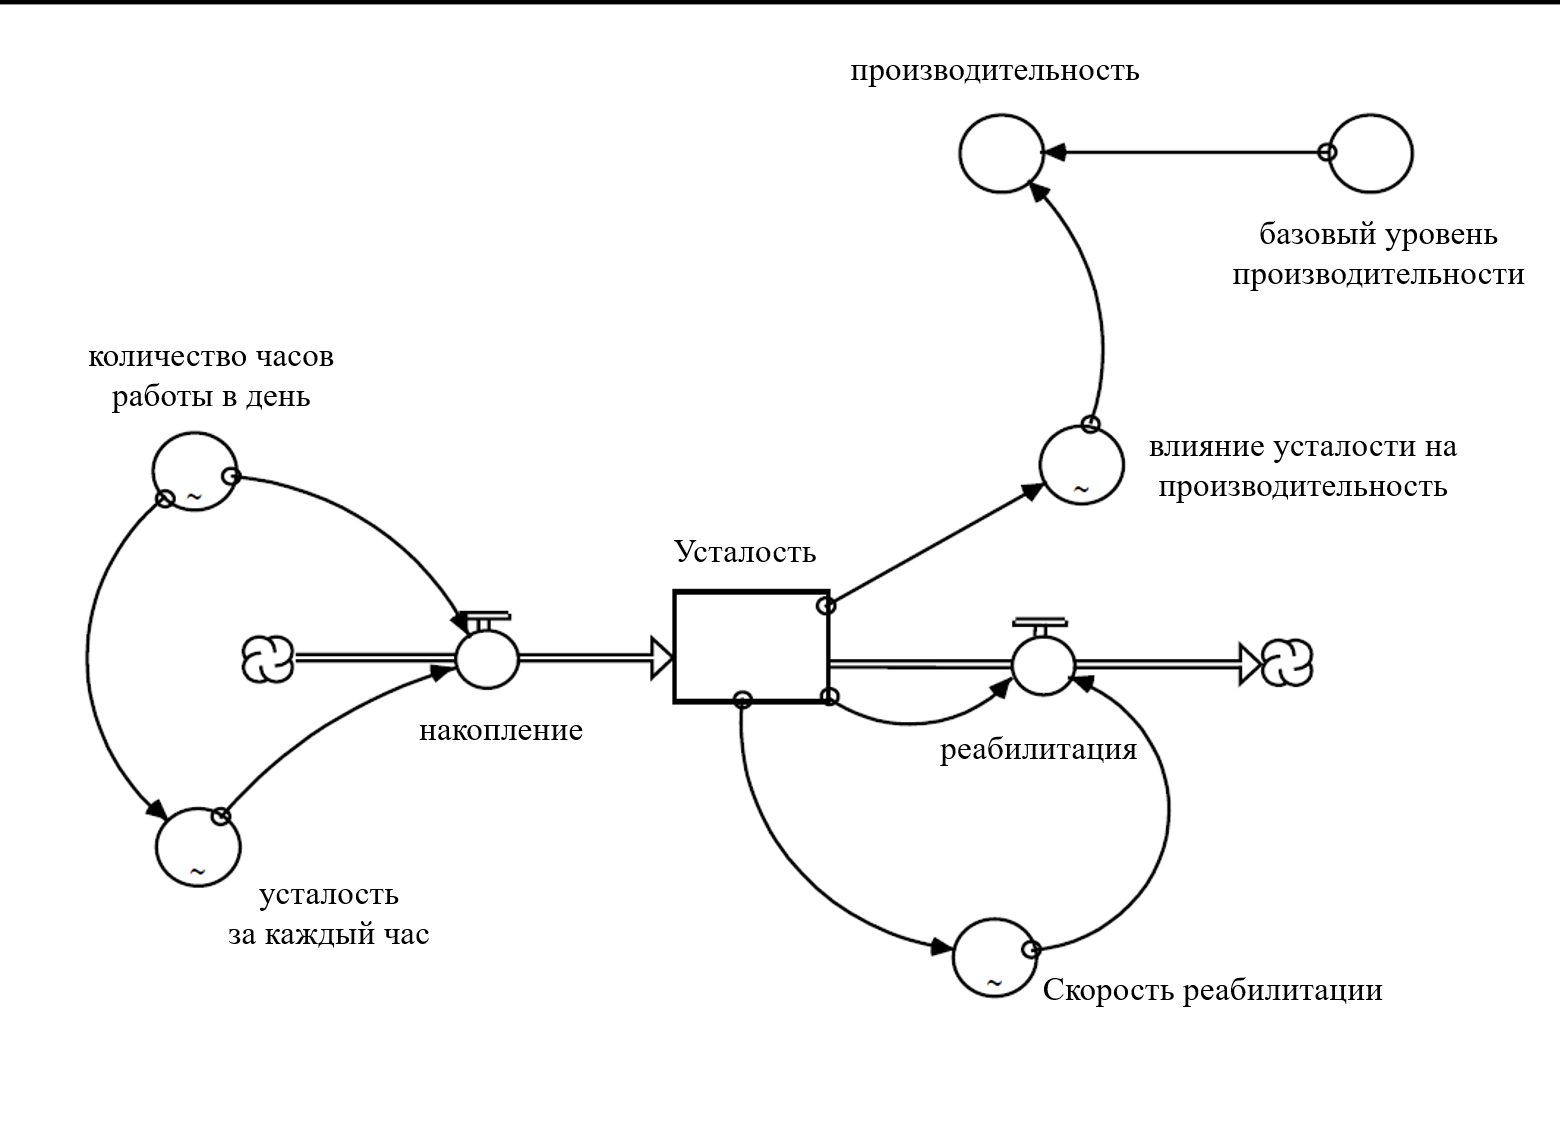 производительность
базовый уровень
производительности
количество часов
работы в день
~
влияние усталости на
производительность
~
Усталость
накопление
реабилитация
~
усталость
за каждый час
~
Скорость реабилитации